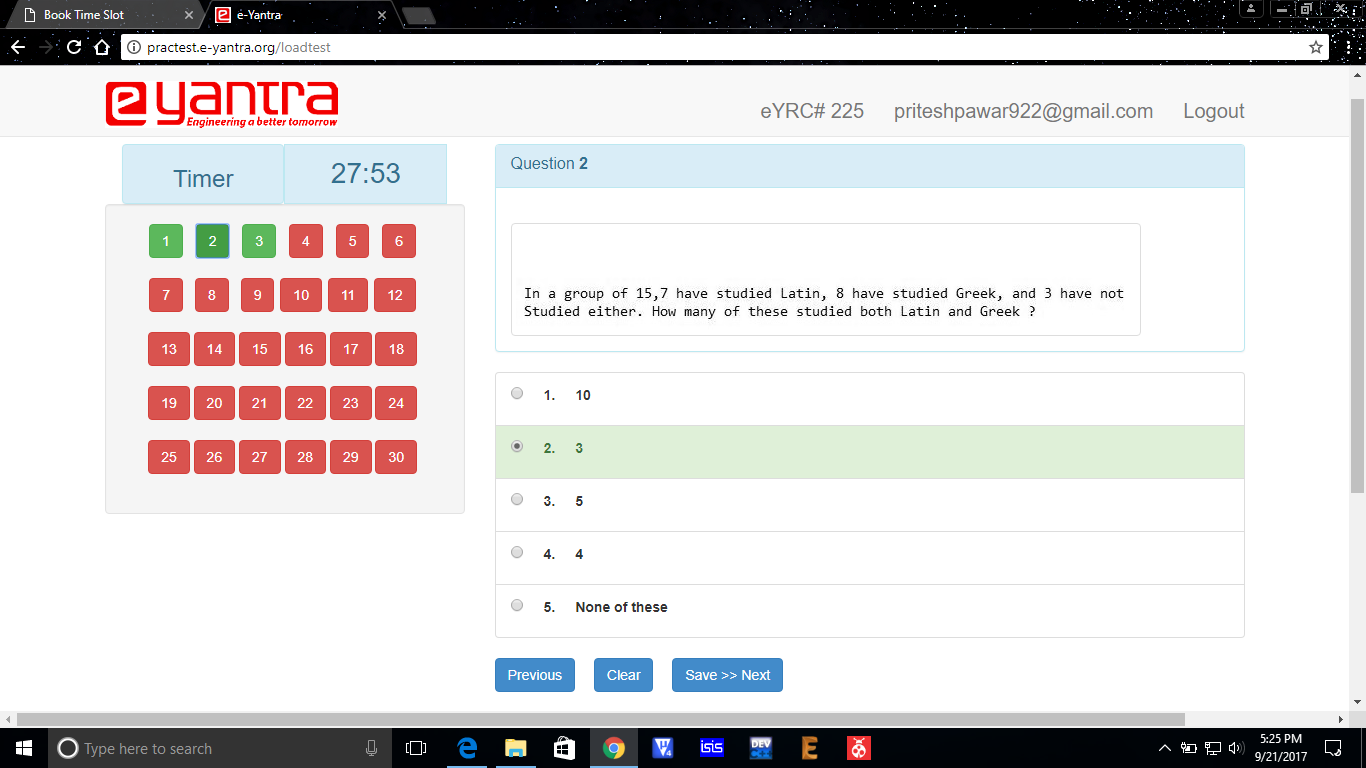 Book Time Slot
e-Yantra
practest.e-yantra.org/loadtest
e yantra
Engineering a better tomorrow
eYRC# 225 priteshpawar922@gmail.com Logout
Timer 27:53
1 2 3 4 5 6
7 8 9 10 11 12
13 14 15 16 17 18
19 20 21 22 23 24
25 26 27 28 29 30
Question 2
In a group of 15,7 have studied Latin, 8 have studied Greek, and 3 have not
Studied either. How many of these studied both Latin and Greek ?
1. 10
2. 3
3. 5
4. 4
5. None of these
Previous Clear Save >> Next
Type here to search
isis
DEV
5:25 PM
9/21/2017